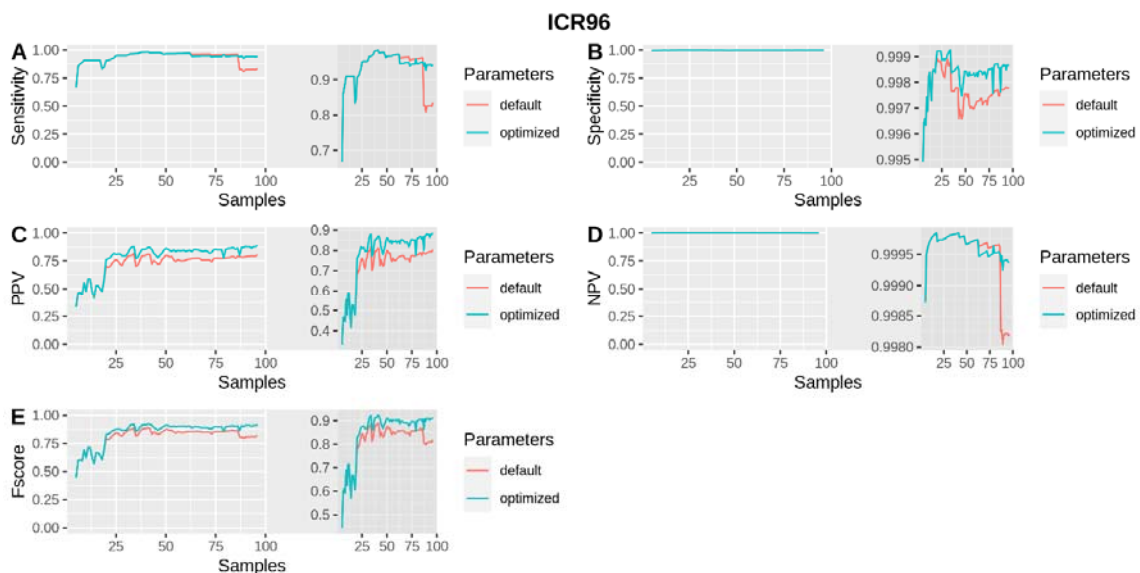 ICR96
A
Sensitivity
1.00
0.75
0.50
0.25
0.00
25 50 75 100
Samples
0.9
0.8
0.7
25 50 75 100
Parameters
default
optimized
B
Specificity
1.00
0.75
0.50
0.25
0.00
25 50 75 100
Samples
0.999
0.998
0.997
0.996
0.995
25 50 75 100
Parameters
default
optimized
C
PPV
1.00
0.75
0.50
0.25
0.00
25 50 75 100
Samples
0.9
0.8
0.7
0.6
0.5
0.4
25 50 75 100
Parameters
default
optimized
D
NPV
1.00
0.75
0.50
0.25
0.00
25 50 75 100
Samples
0.9995
0.9990
0.9985
0.9980
25 50 75 100
Parameters
default
optimized
E
Fscore
1.00
0.75
0.50
0.25
0.00
25 50 75 100
Samples
0.9
0.8
0.7
0.6
0.5
25 50 75 100
Parameters
default
optimized